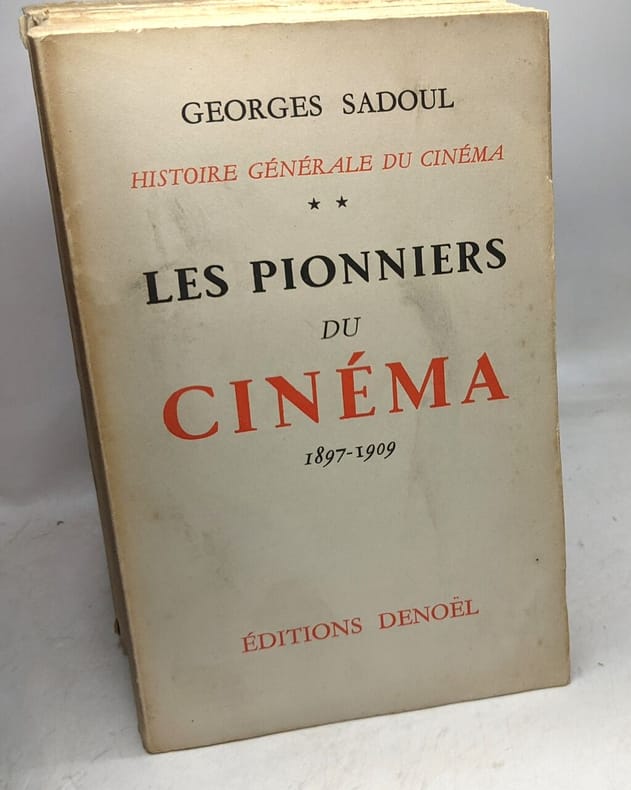 GEORGES SADOUL
HISTOIRE GÉNÉRALE DU CINÉMA
★ ★
LES PIONNIERS
DU
CINÉMA
1897-1909
ÉDITIONS DENOËL